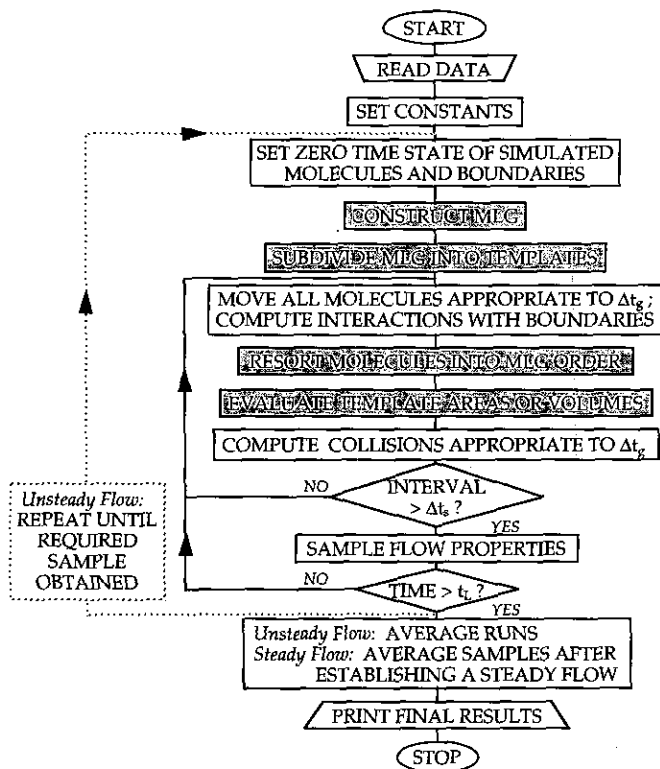 START
READ DATA
SET CONSTANTS
SET ZERO TIME STATE OF SIMULATED
MOLECULES AND BOUNDARIES
CONSTRUCT MLG
SUBDIVIDE MLG INTO TEMPLATES
MOVE ALL MOLECULES APPROPRIATE TO Δtg ;
COMPUTE INTERACTIONS WITH BOUNDARIES
RESORT MOLECULES INTO MLG ORDER
EVALUATE TEMPLATE AREAS OR VOLUMES
COMPUTE COLLISIONS APPROPRIATE TO Δtg
NO
INTERVAL
> Δts ?
YES
Unsteady Flow:
REPEAT UNTIL
REQUIRED
SAMPLE
OBTAINED
SAMPLE FLOW PROPERTIES
NO
TIME > tL ?
YES
Unsteady Flow: AVERAGE RUNS
Steady Flow: AVERAGE SAMPLES AFTER
ESTABLISHING A STEADY FLOW
PRINT FINAL RESULTS
STOP